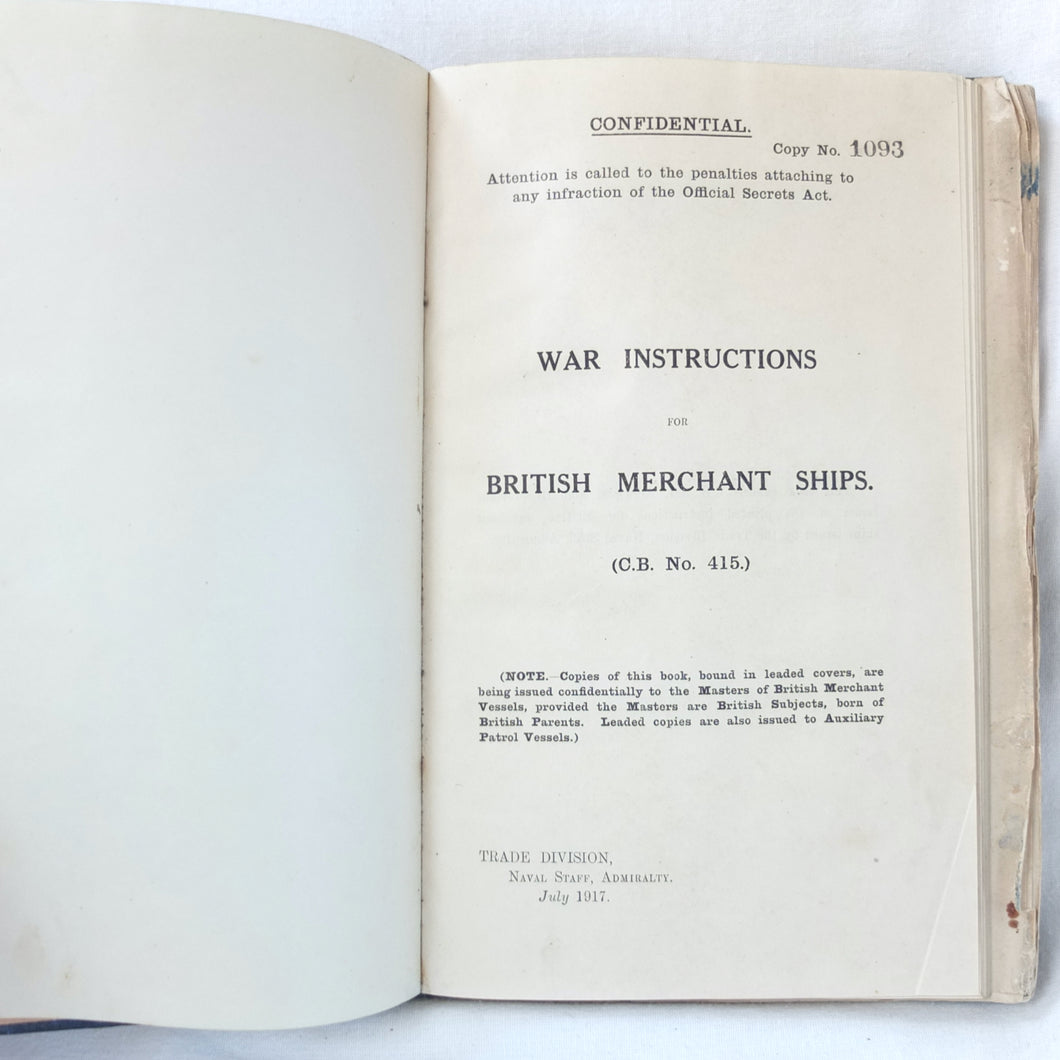 CONFIDENTIAL.
Copy No. 1093
Attention is called to the penalties attaching to
any infraction of the Official Secrets Act.
WAR INSTRUCTIONS
FOR
BRITISH MERCHANT SHIPS.
(C.B. No. 415.)
(NOTE.—Copies of this book, bound in leaded covers, are
being issued confidentially to the Masters of British Merchant
Vessels, provided the Masters are British Subjects, born of
British Parents. Leaded copies are also issued to Auxiliary
Patrol Vessels.)
TRADE DIVISION,
NAVAL STAFF, ADMIRALTY.
July 1917.